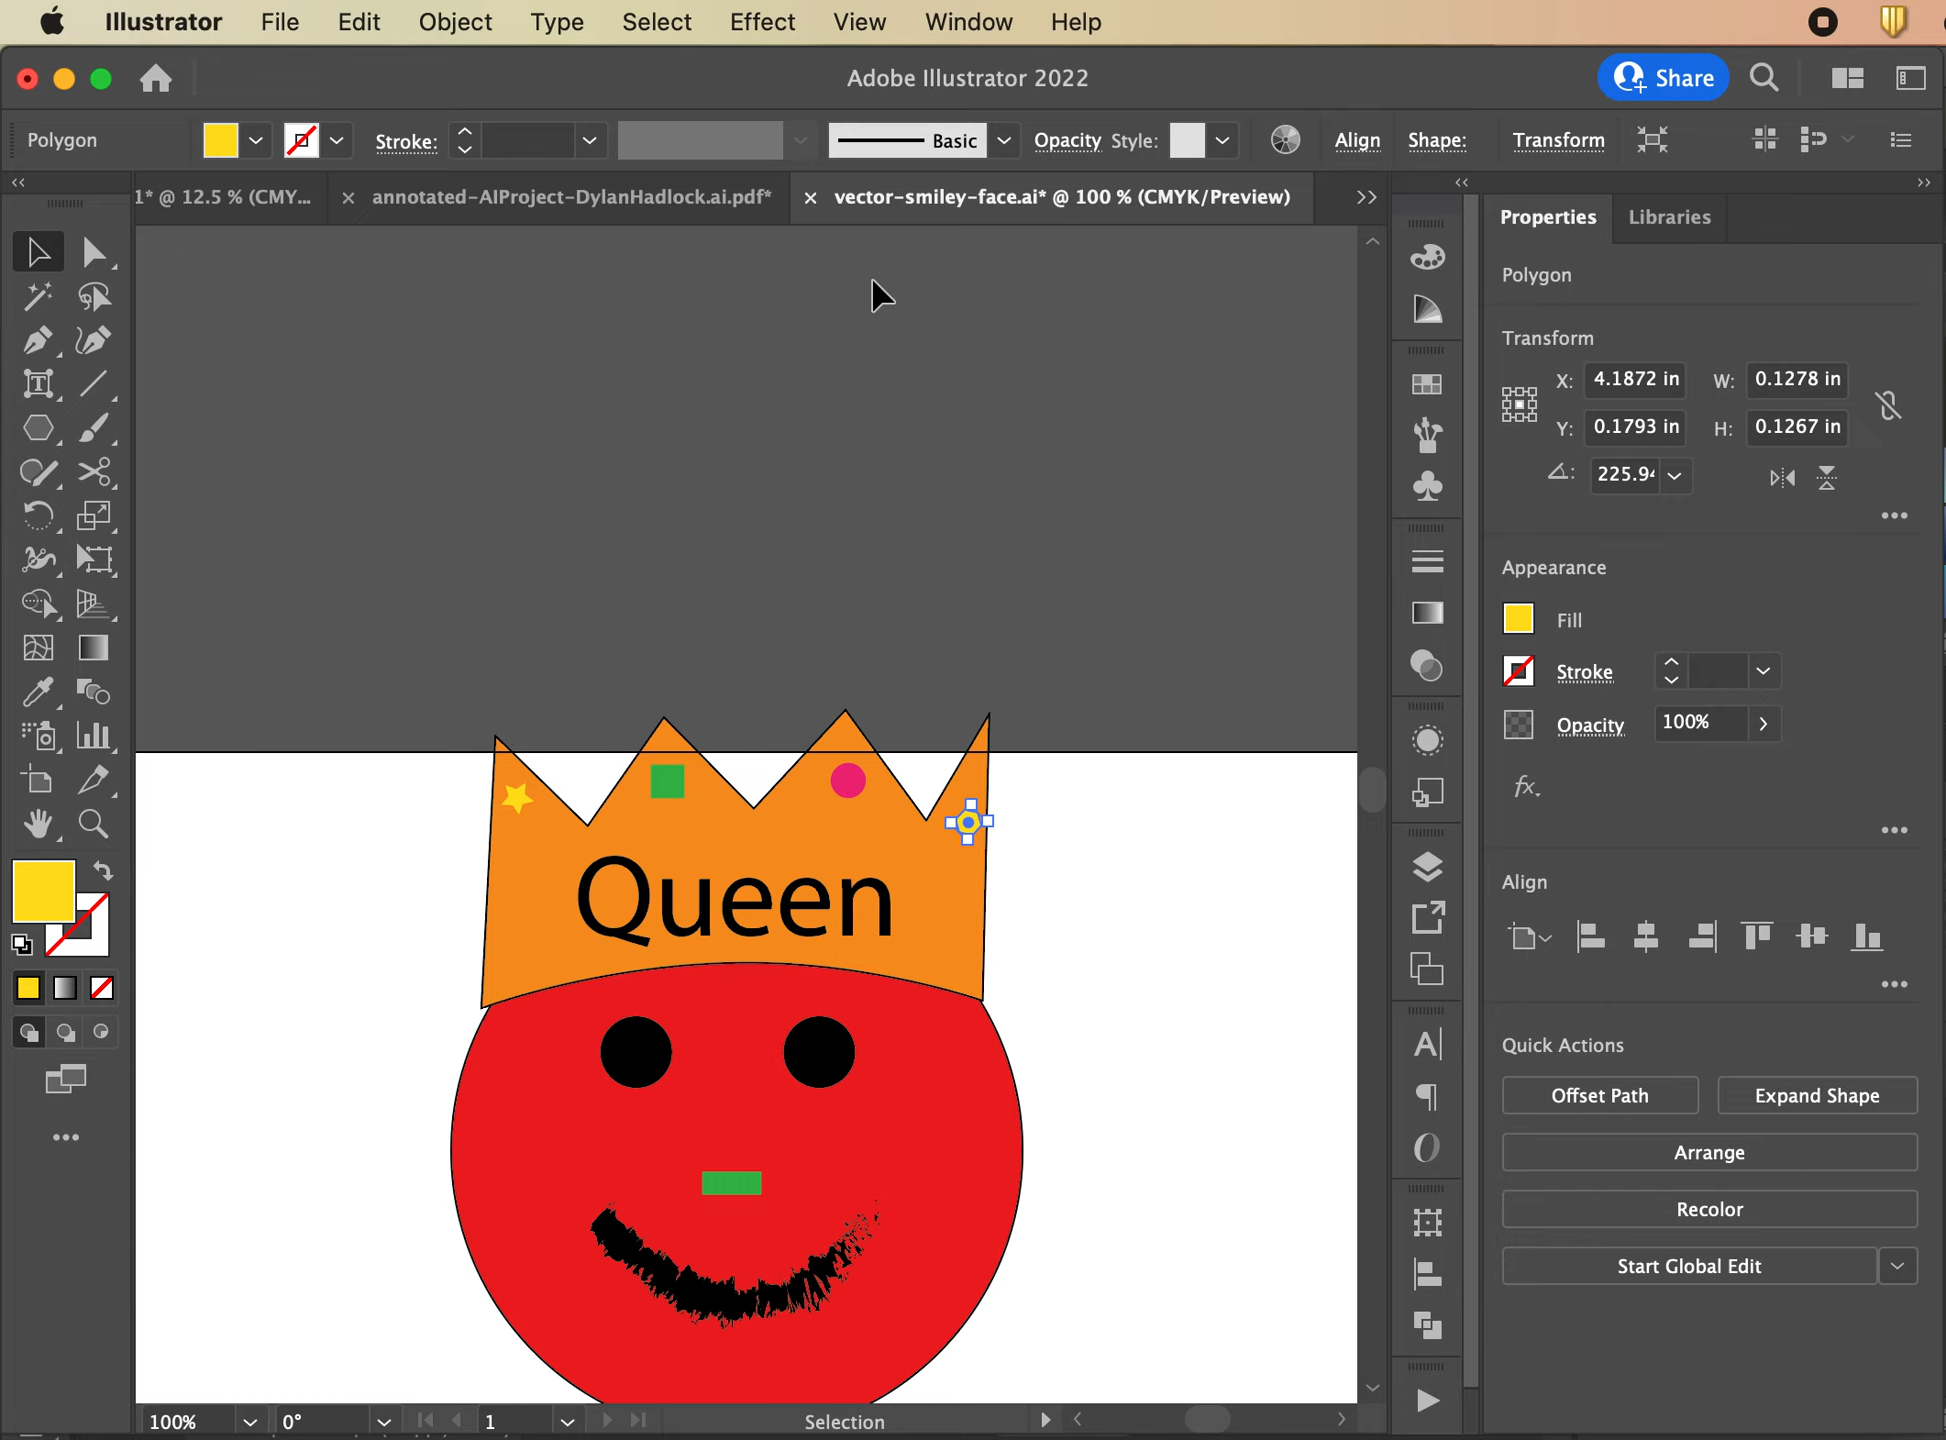 Illustrator File Edit Object Type Select Effect View Window Help
Adobe Illustrator 2022
Share
Polygon
Stroke:
Basic
Opacity Style:
Align
Shape:
Transform
1* @ 12.5 % (CMY...
annotated-AIProject-DylanHadlock.ai.pdf*
vector-smiley-face.ai* @ 100 % (CMYK/Preview)
Properties
Libraries
Polygon
Transform
X: 4.1872 in W: 0.1278 in
Y: 0.1793 in H: 0.1267 in
225.9
Appearance
Fill
Stroke
Opacity 100%
fx.
Queen
Align
Quick Actions
Offset Path
Expand Shape
Arrange
Recolor
Start Global Edit
100%
0°
1
Selection